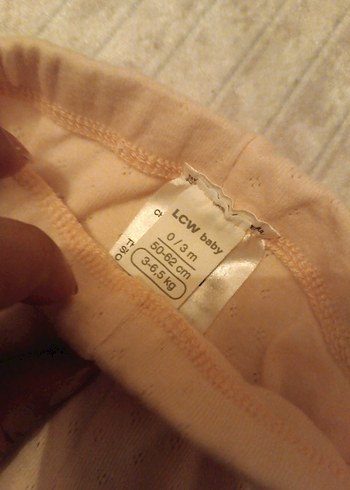 LCW baby
0/3 m
50-62 cm
3-6,5 kg